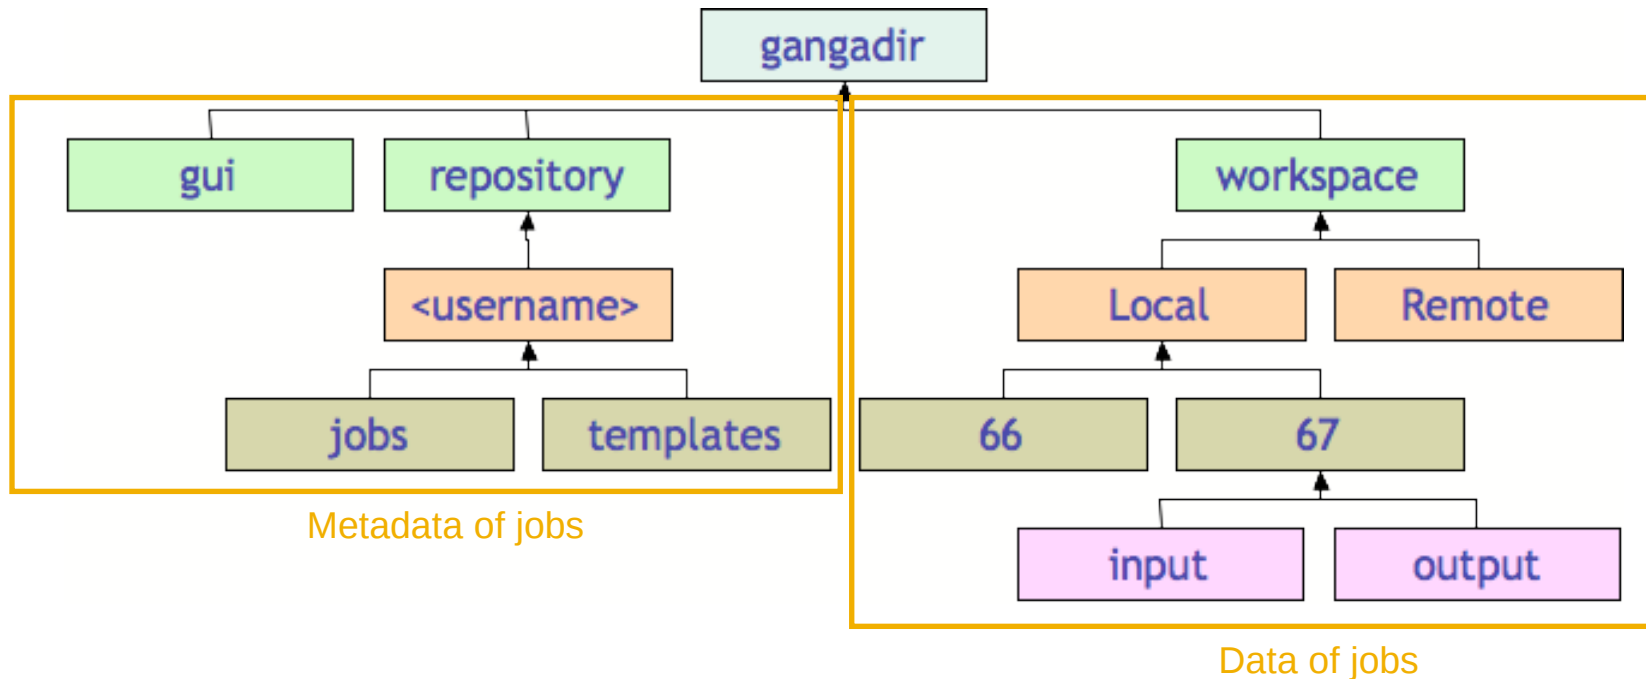 gangadir
gui
repository
workspace
<username>
Local
Remote
jobs
templates
66
67
Metadata of jobs
input
output
Data of jobs